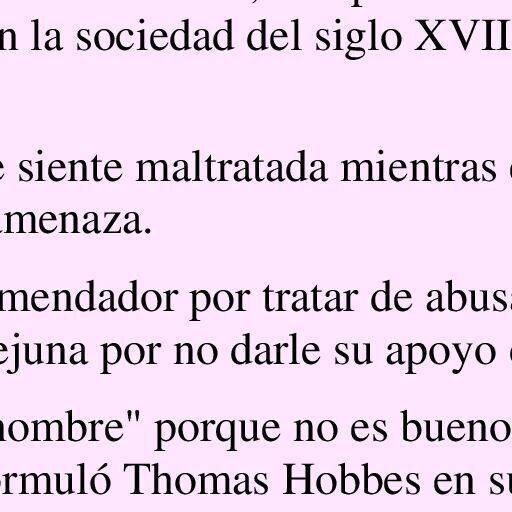 n la sociedad del siglo XVII
e siente maltratada mientras
amenaza.
mendador por tratar de abusa
ejuna por no darle su apoyo
hombre" porque no es bueno
ormuló Thomas Hobbes en su